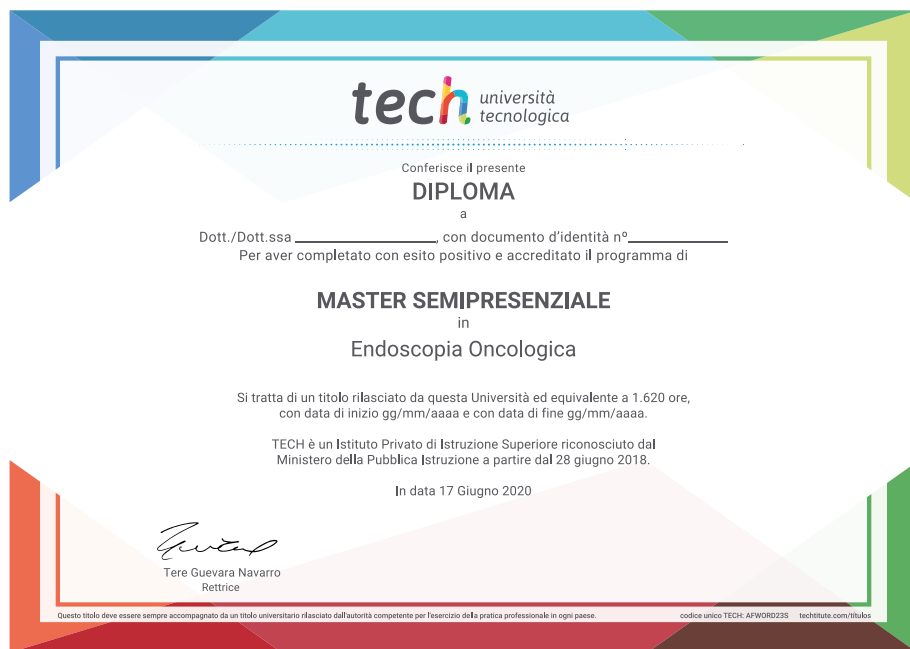 tech università
tecnologica
Conferisce il presente
DIPLOMA
a
Dott./Dott.ssa ________________, con documento d'identità nº___________
Per aver completato con esito positivo e accreditato il programma di
MASTER SEMIPRESENZIALE
in
Endoscopia Oncologica
Si tratta di un titolo rilasciato da questa Università ed equivalente a 1.620 ore,
con data di inizio gg/mm/aaaa e con data di fine gg/mm/aaaa.
TECH è un Istituto Privato di Istruzione Superiore riconosciuto dal
Ministero della Pubblica Istruzione a partire dal 28 giugno 2018.
In data 17 Giugno 2020
Tere Guevara Navarro
Rettrice
Questo titolo deve essere sempre accompagnato da un titolo universitario rilasciato dall'autorità competente per l'esercizio della pratica professionale in ogni paese. codice unico TECH: AFWORD23S techtitute.com/títulos